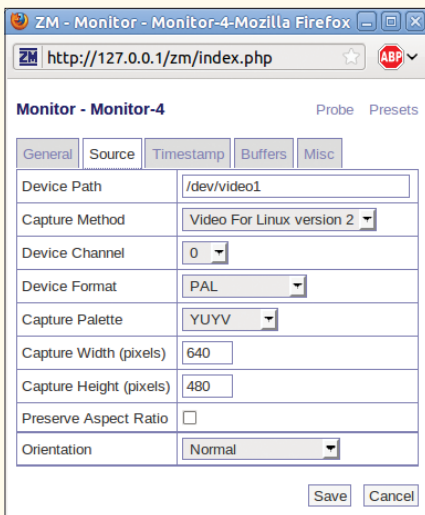 ZM - Monitor - Monitor-4-Mozilla Firefox
ZM http://127.0.0.1/zm/index.php ABP
Monitor - Monitor-4 Probe Presets
General Source Timestamp Buffers Misc
Device Path /dev/video1
Capture Method Video For Linux version 2
Device Channel 0
Device Format PAL
Capture Palette YUYV
Capture Width (pixels) 640
Capture Height (pixels) 480
Preserve Aspect Ratio
Orientation Normal
Save Cancel